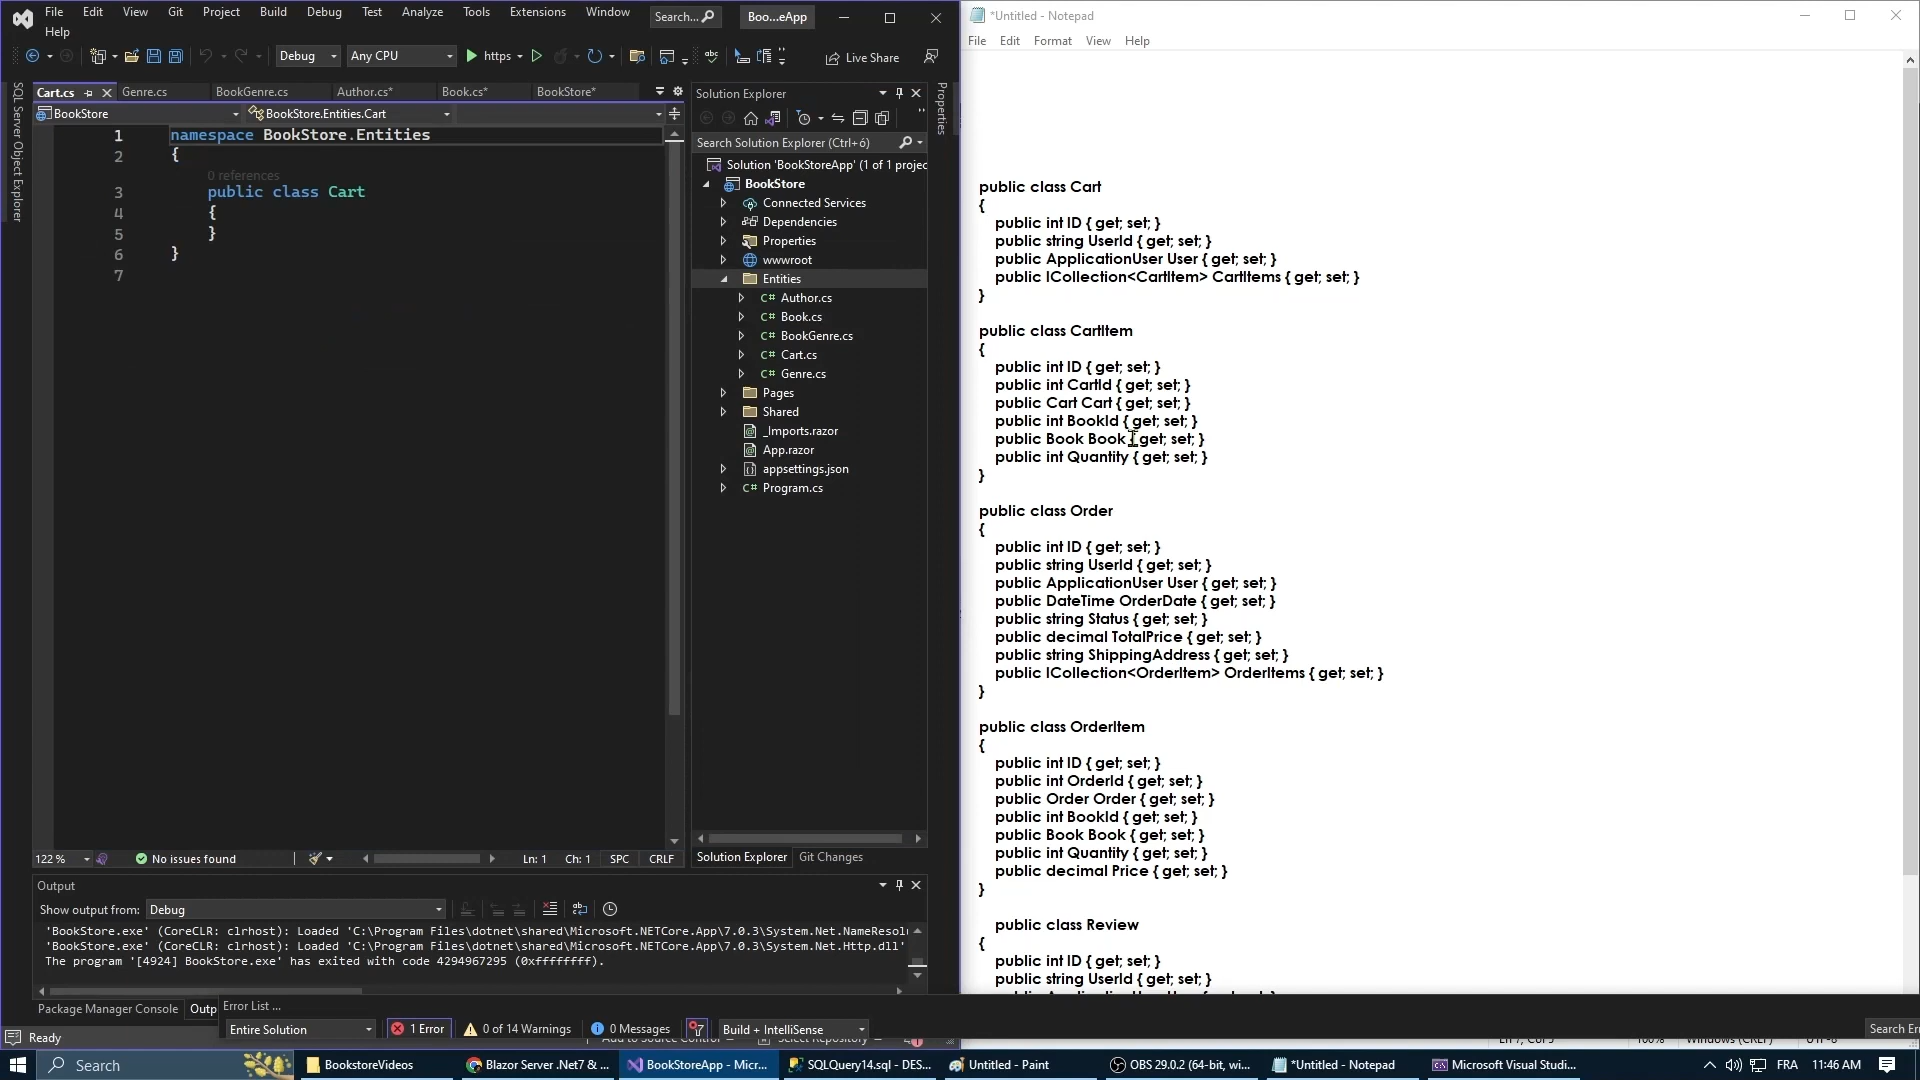 File Edit View Git Project Build Debug Test Analyze Tools Extensions Window
Search... Boo...eApp
Help
Debug Any CPU https Live Share
SQL Server Object Explorer
Cart.cs Genre.cs BookGenre.cs Author.cs* Book.cs* BookStore*
BookStore BookStore.Entities.Cart
1 namespace BookStore.Entities
2 {
0 references
3 public class Cart
4 {
5 }
6 }
7
122 % No issues found Ln: 1 Ch: 1 SPC CRLF
Solution Explorer
Properties
Search Solution Explorer (Ctrl+ó)
Solution 'BookStoreApp' (1 of 1 projec
BookStore
Connected Services
Dependencies
Properties
wwwroot
Entities
C# Author.cs
C# Book.cs
C# BookGenre.cs
C# Cart.cs
C# Genre.cs
Pages
Shared
_Imports.razor
App.razor
appsettings.json
C# Program.cs
Solution Explorer Git Changes
Output
Show output from: Debug
'BookStore.exe' (CoreCLR: clrhost): Loaded 'C:\Program Files\dotnet\shared\Microsoft.NETCore.App\7.0.3\System.Net.NameResol
'BookStore.exe' (CoreCLR: clrhost): Loaded 'C:\Program Files\dotnet\shared\Microsoft.NETCore.App\7.0.3\System.Net.Http.dll'
The program '[4924] BookStore.exe' has exited with code 4294967295 (0xffffffff).
Package Manager Console Outp
Error List ...
Entire Solution 1 Error 0 of 14 Warnings 0 Messages Build + IntelliSense Search Er
Ready
*Untitled - Notepad
File Edit Format View Help
public class Cart
{
public int ID { get; set; }
public string UserId { get; set; }
public ApplicationUser User { get; set; }
public ICollection<CartItem> CartItems { get; set; }
}
public class CartItem
{
public int ID { get; set; }
public int CartId { get; set; }
public Cart Cart { get; set; }
public int BookId { get; set; }
public Book Book { get; set; }
public int Quantity { get; set; }
}
public class Order
{
public int ID { get; set; }
public string UserId { get; set; }
public ApplicationUser User { get; set; }
public DateTime OrderDate { get; set; }
public string Status { get; set; }
public decimal TotalPrice { get; set; }
public string ShippingAddress { get; set; }
public ICollection<OrderItem> OrderItems { get; set; }
}
public class OrderItem
{
public int ID { get; set; }
public int OrderId { get; set; }
public Order Order { get; set; }
public int BookId { get; set; }
public Book Book { get; set; }
public int Quantity { get; set; }
public decimal Price { get; set; }
}
public class Review
{
public int ID { get; set; }
public string UserId { get; set; }
Search BookstoreVideos Blazor Server .Net7 & ... BookStoreApp - Micr... SQLQuery14.sql - DES... Untitled - Paint OBS 29.0.2 (64-bit, wi... *Untitled - Notepad Microsoft Visual Studi... FRA 11:46 AM